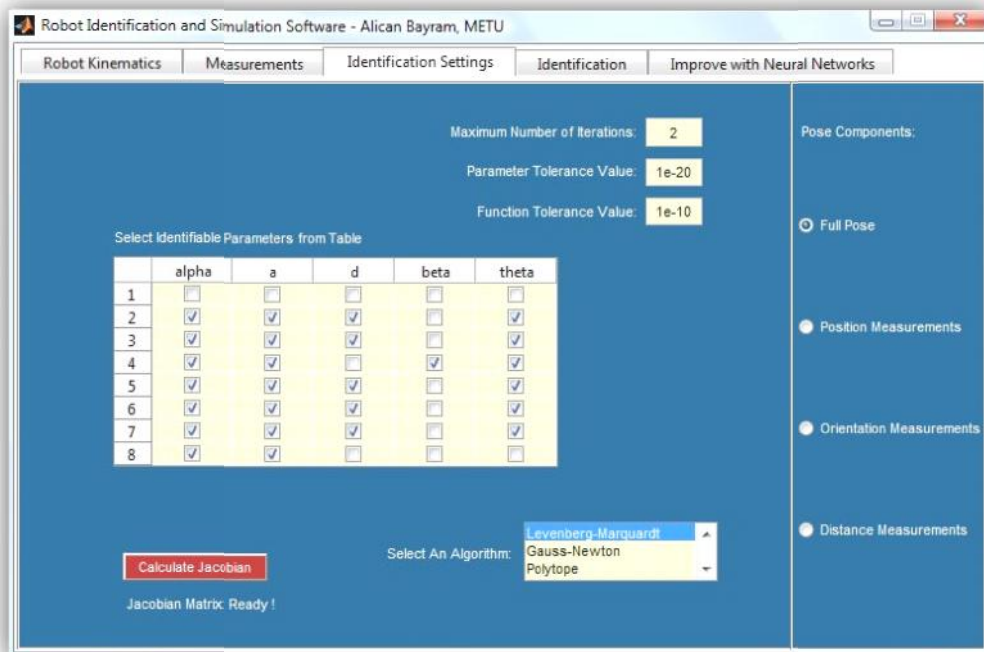 Robot Identification and Simulation Software - Alican Bayram, METU
Robot Kinematics Measurements Identification Settings Identification Improve with Neural Networks
Maximum Number of Iterations: 2
Parameter Tolerance Value: 1e-20
Function Tolerance Value: 1e-10
Select Identifiable Parameters from Table
alpha a d beta theta
1
2
3
4
5
6
7
8
Calculate Jacobian
Jacobian Matrix: Ready !
Select An Algorithm:
Levenberg-Marquardt
Gauss-Newton
Polytope
Pose Components:
Full Pose
Position Measurements
Orientation Measurements
Distance Measurements